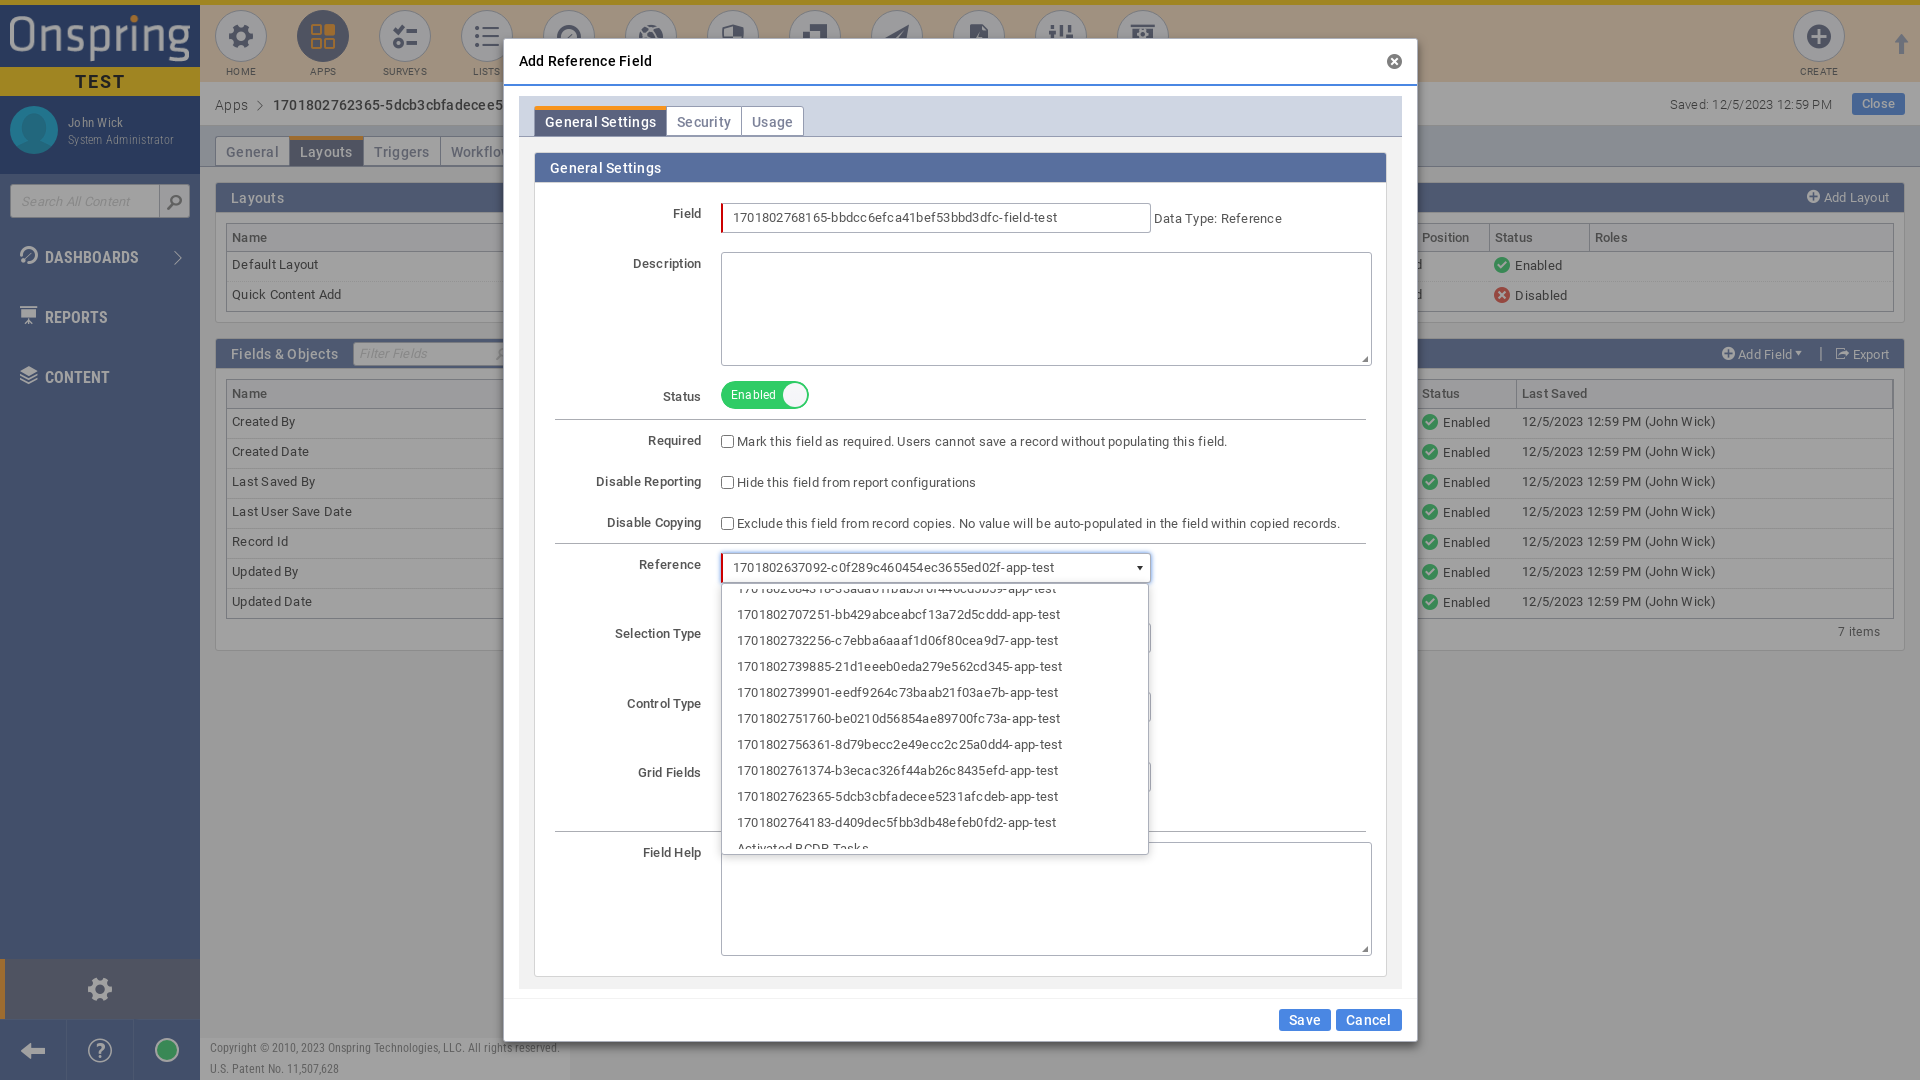 Onspring
TEST
John Wick
System Administrator
Search All Content
DASHBOARDS
REPORTS
CONTENT
HOME
APPS
SURVEYS
LISTS
CREATE
Apps
1701802762365-5dcb3cbfadecee5
Saved: 12/5/2023 12:59 PM
Close
General
Layouts
Triggers
Layouts
Add Layout
Name
Position
Status
Roles
Default Layout
Enabled
Quick Content Add
Disabled
Fields & Objects
Filter Fields
Add Field
Export
Name
Status
Last Saved
Created By
Enabled
12/5/2023 12:59 PM (John Wick)
Created Date
Enabled
12/5/2023 12:59 PM (John Wick)
Last Saved By
Enabled
12/5/2023 12:59 PM (John Wick)
Last User Save Date
Enabled
12/5/2023 12:59 PM (John Wick)
Record Id
Enabled
12/5/2023 12:59 PM (John Wick)
Updated By
Enabled
12/5/2023 12:59 PM (John Wick)
Updated Date
Enabled
12/5/2023 12:59 PM (John Wick)
7 items
Add Reference Field
General Settings
Security
Usage
General Settings
Field
1701802768165-bbdcc6efca41bef53bbd3dfc-field-test
Data Type: Reference
Description
Status
Enabled
Required
Mark this field as required. Users cannot save a record without populating this field.
Disable Reporting
Hide this field from report configurations
Disable Copying
Exclude this field from record copies. No value will be auto-populated in the field within copied records.
Reference
1701802637092-c0f289c460454ec3655ed02f-app-test
1701802707251-bb429abceabcf13a72d5cddd-app-test
1701802732256-c7ebba6aaaf1d06f80cea9d7-app-test
1701802739885-21d1eeeb0eda279e562cd345-app-test
1701802739901-eedf9264c73baab21f03ae7b-app-test
1701802751760-be0210d56854ae89700fc73a-app-test
1701802756361-8d79becc2e49ecc2c25a0dd4-app-test
1701802761374-b3ecac326f44ab26c8435efd-app-test
1701802762365-5dcb3cbfadecee5231afcdeb-app-test
1701802764183-d409dec5fbb3db48efeb0fd2-app-test
Activated BCDR Tasks
Selection Type
Control Type
Grid Fields
Field Help
Save
Cancel
Copyright © 2010, 2023 Onspring Technologies, LLC. All rights reserved.
U.S. Patent No. 11,507,628